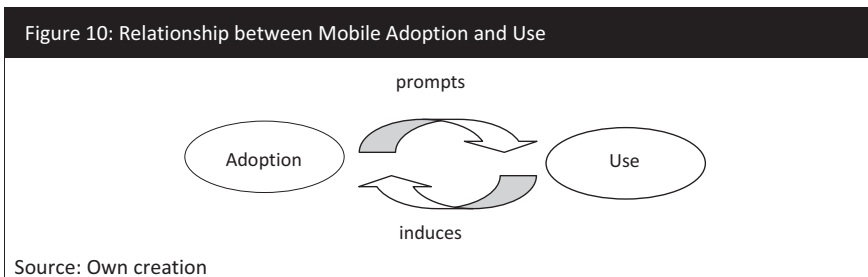 Figure 10: Relationship between Mobile Adoption and Use
prompts
Adoption
Use
induces
Source: Own creation